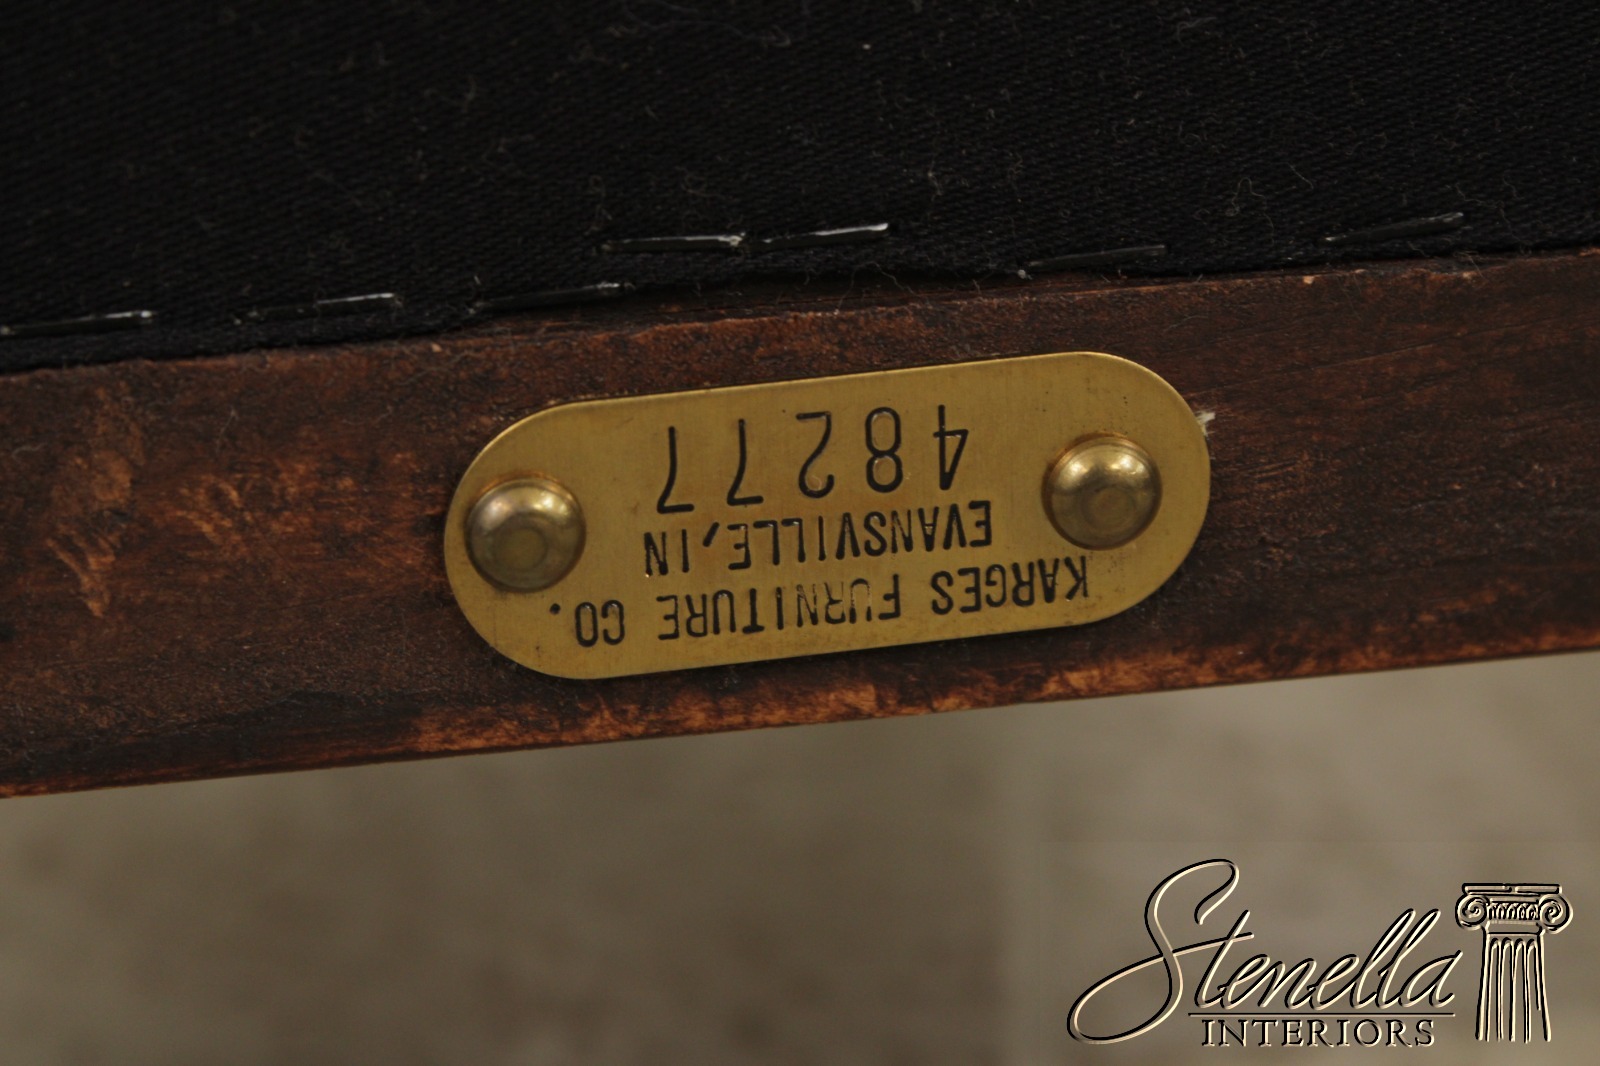 KARGES FURNITURE CO.
EVANSVILLE, IN
48277
Stenella
INTERIORS